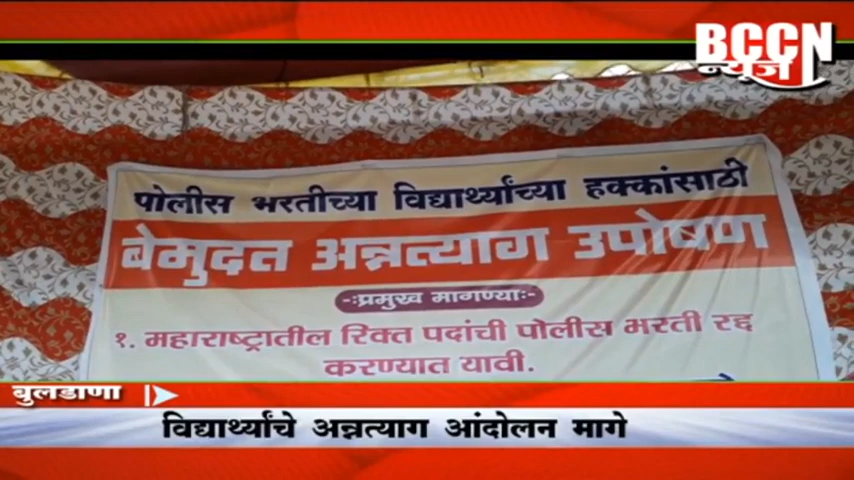 BCCN
न्यूज
पोलीस भरतीच्या विद्यार्थ्यांच्या हक्कांसाठी
बेमुदत अन्नत्याग उपोषण
-:प्रमुख मागण्या:-
१. महाराष्ट्रातील रिक्त पदांची पोलीस भरती रद्द
करण्यात यावी.
बुलडाणा
विद्यार्थ्यांचे अन्नत्याग आंदोलन मागे